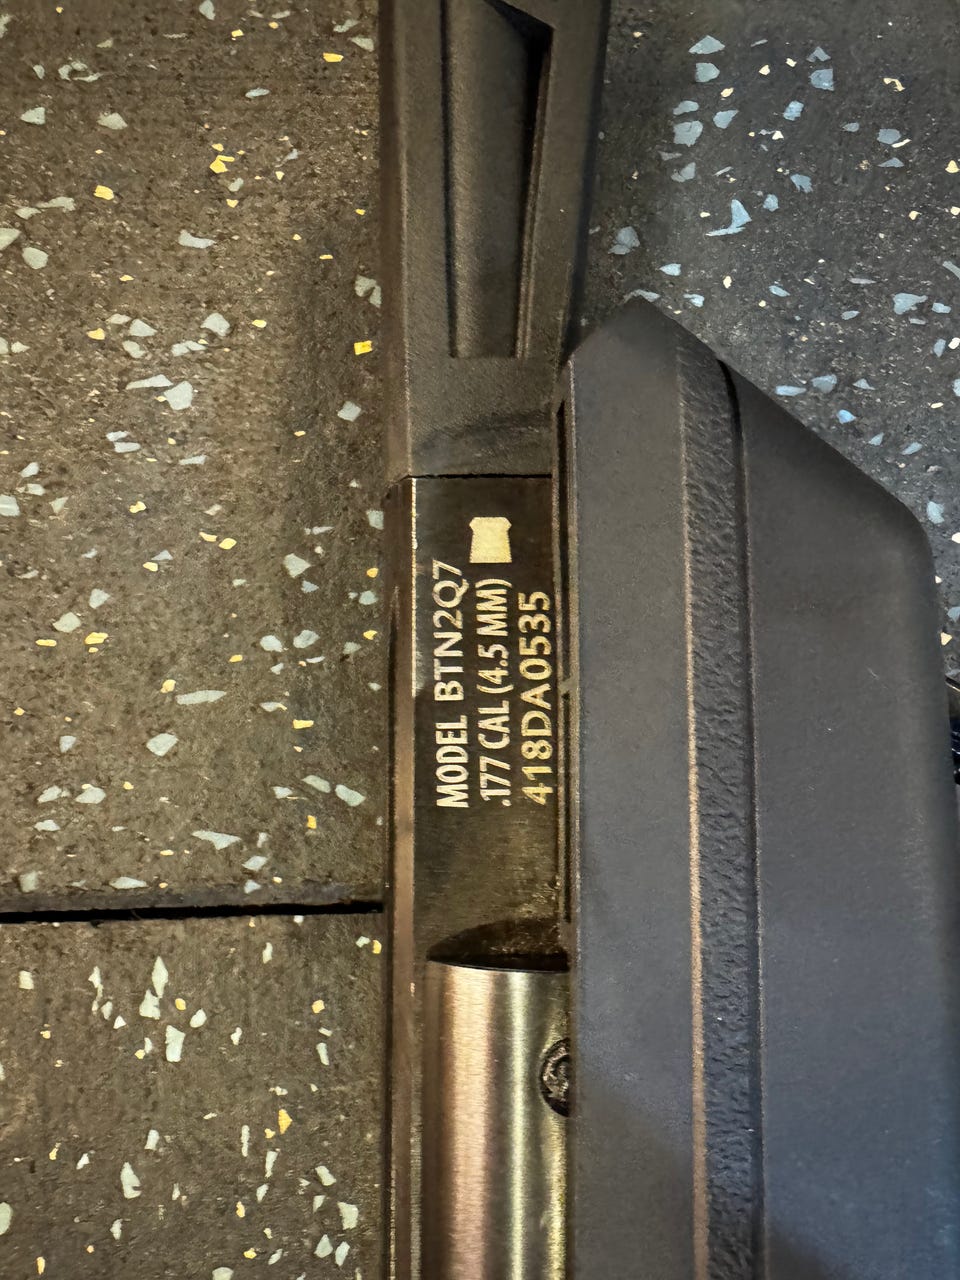 MODEL BTN2Q7
.177 CAL (4.5 MM)
418DA0535